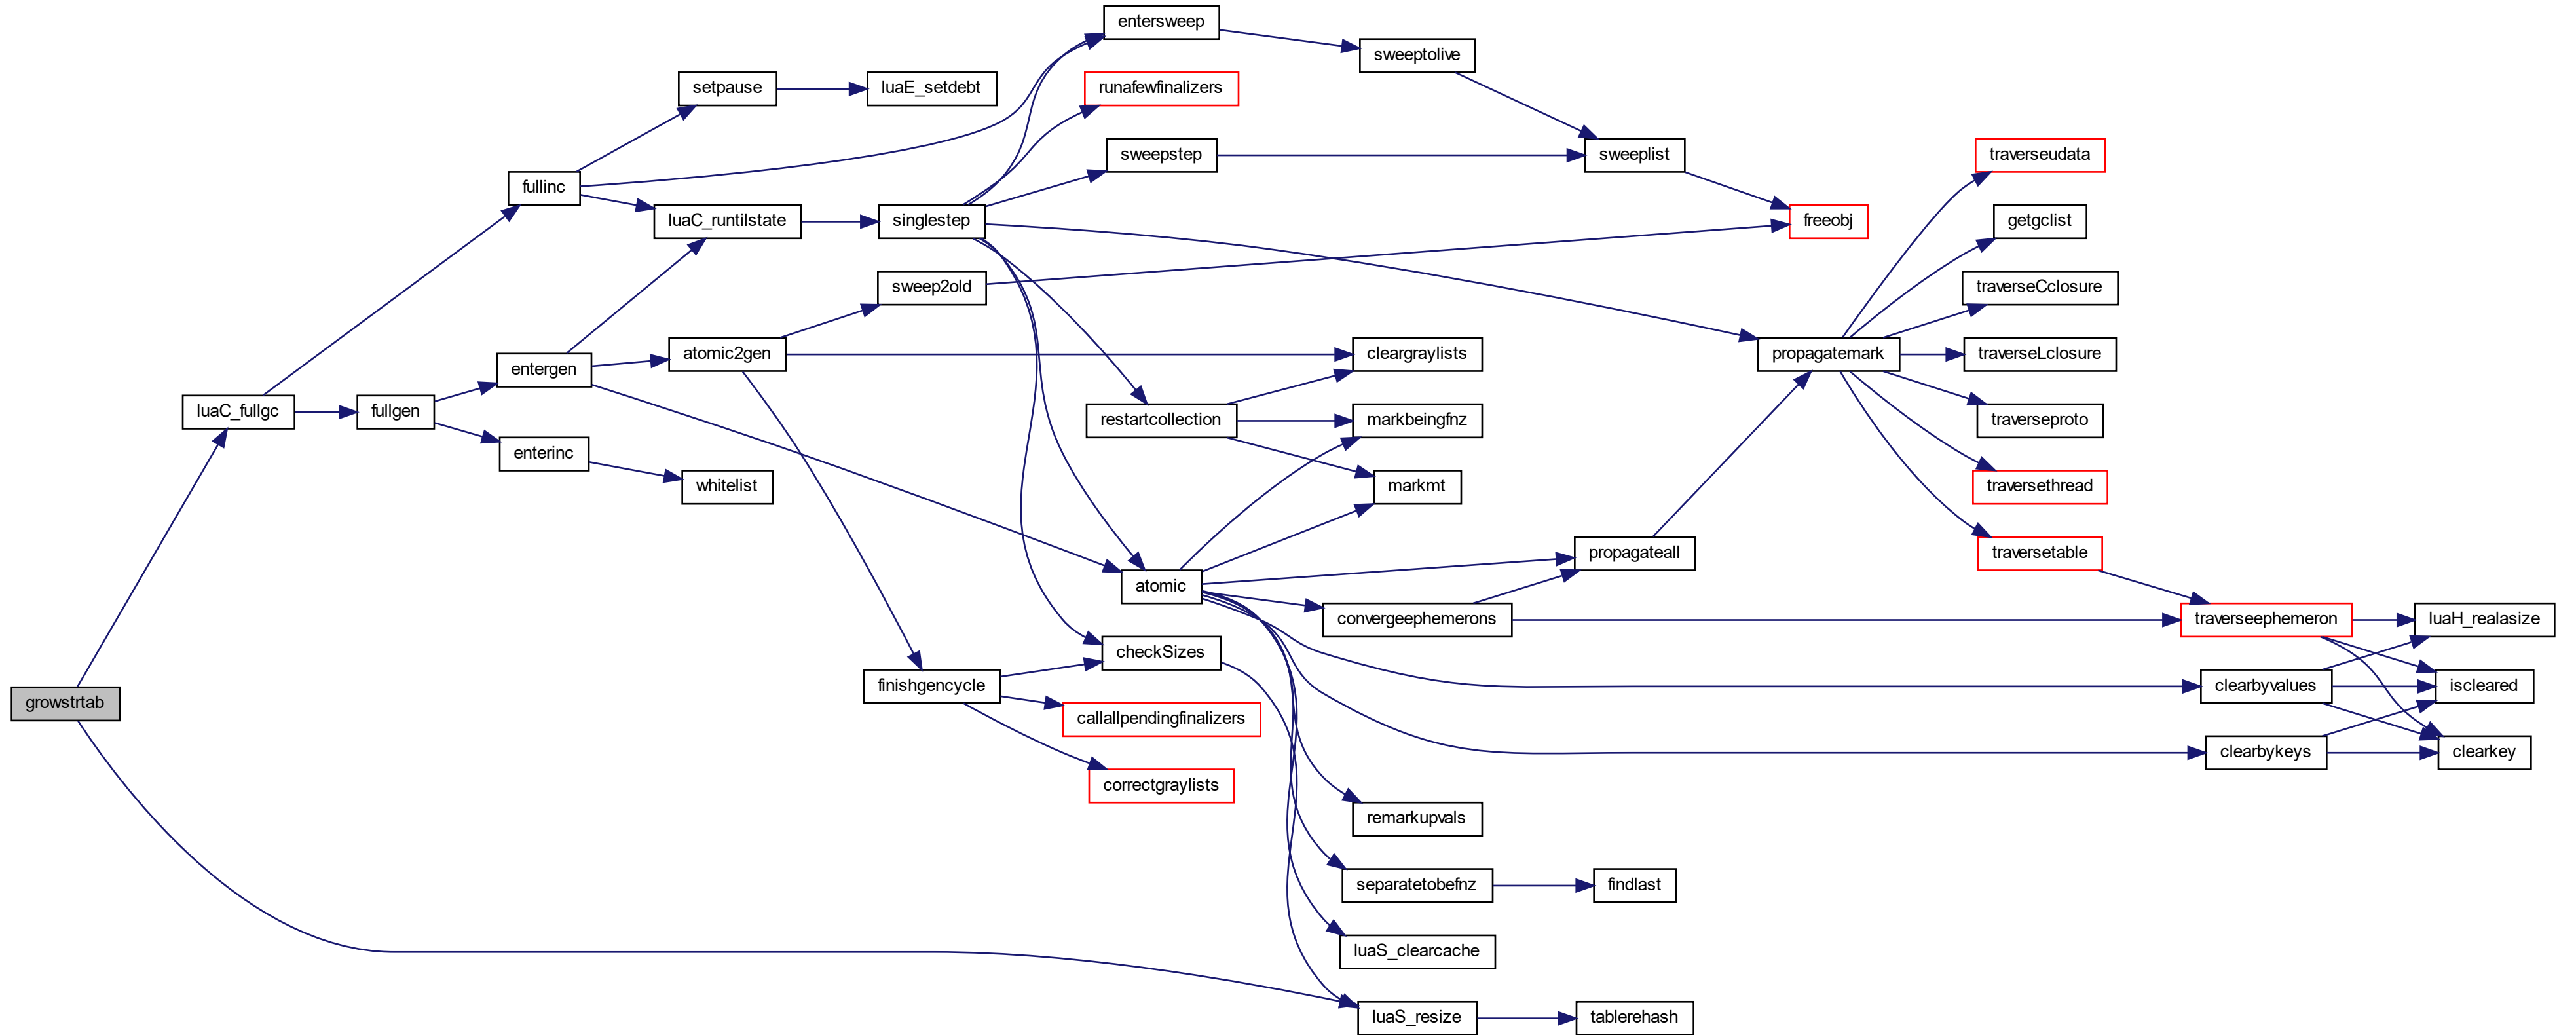 entersweep
sweeptolive
setpause
luaE_setdebt
runafewfinalizers
sweepstep
sweeplist
traverseudata
fullinc
luaC_runtilstate
singlestep
freeobj
getgclist
sweep2old
traverseCclosure
entergen
atomic2gen
cleargraylists
propagatemark
traverseLclosure
luaC_fullgc
fullgen
restartcollection
markbeingfnz
traverseproto
enterinc
whitelist
markmt
traversethread
atomic
propagateall
traversetable
convergeephemerons
traverseephemeron
luaH_realasize
checkSizes
finishgencycle
clearbyvalues
iscleared
growstrtab
callallpendingfinalizers
clearbykeys
clearkey
correctgraylists
remarkupvals
separatetobefnz
findlast
luaS_clearcache
luaS_resize
tablerehash